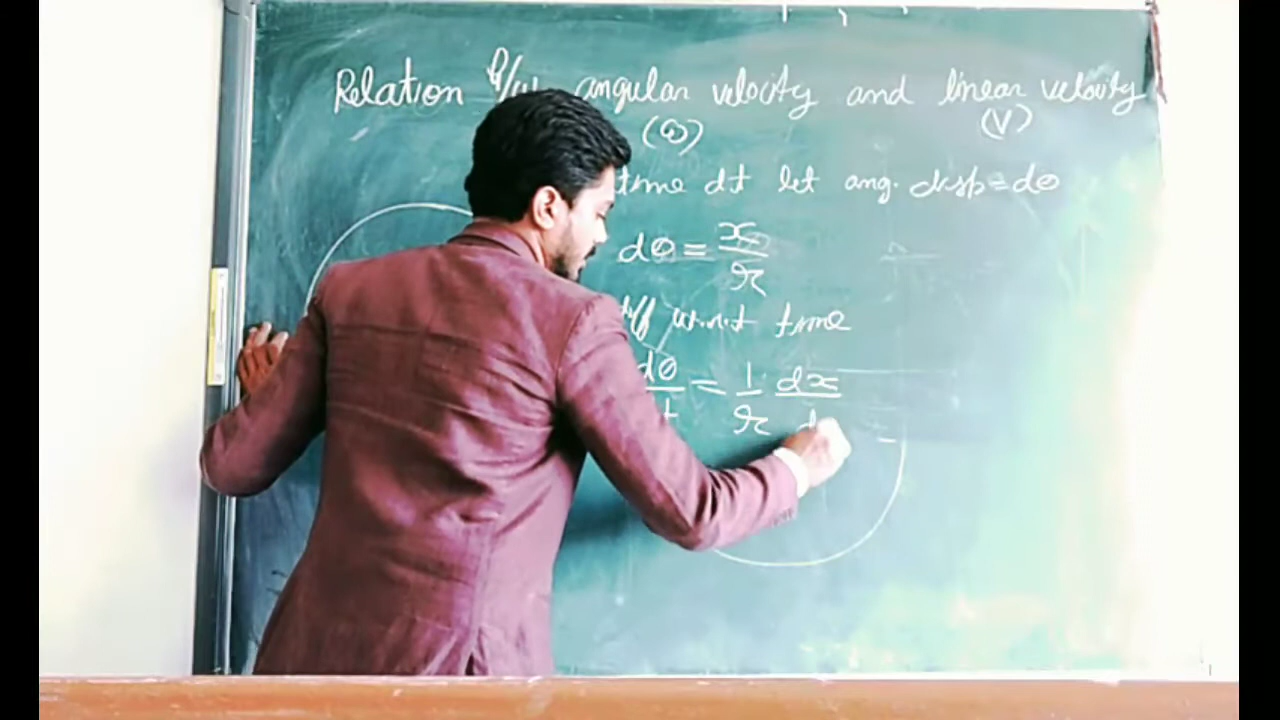 Relation b/w angular velocity and linear velocity
(ω) (V)
time dt let ang. disp = dθ
dθ = x/r
diff w.r.t time
dθ/dt = 1/r dx/d